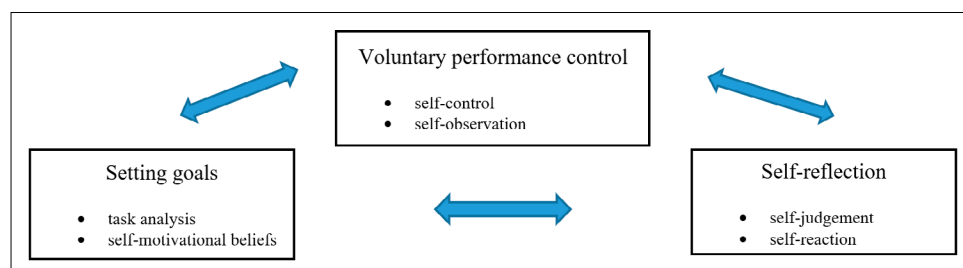 Voluntary performance control
• self-control
• self-observation
Setting goals
• task analysis
• self-motivational beliefs
Self-reflection
• self-judgement
• self-reaction